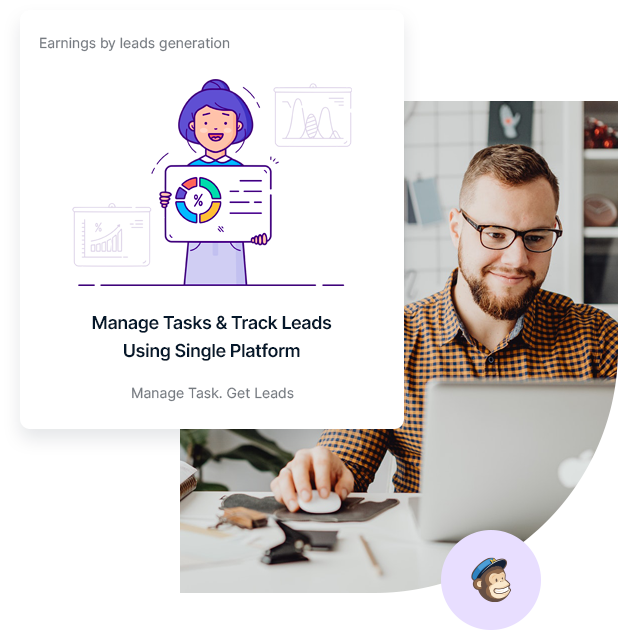 Earnings by leads generation
%
%
Manage Tasks & Track Leads
Using Single Platform
Manage Task. Get Leads